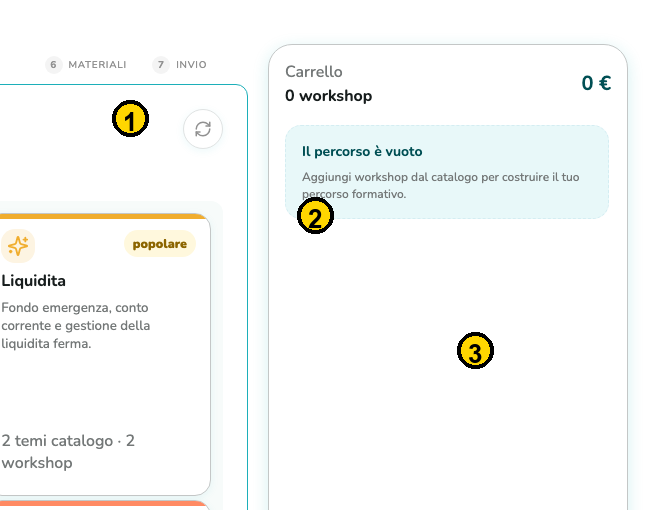 6 MATERIALI
7 INVIO
1
popolare
Liquidita
Fondo emergenza, conto
corrente e gestione della
liquidita ferma.
2 temi catalogo · 2
workshop
Carrello
0 workshop
0 €
Il percorso è vuoto
Aggiungi workshop dal catalogo per costruire il tuo
percorso formativo.
2
3